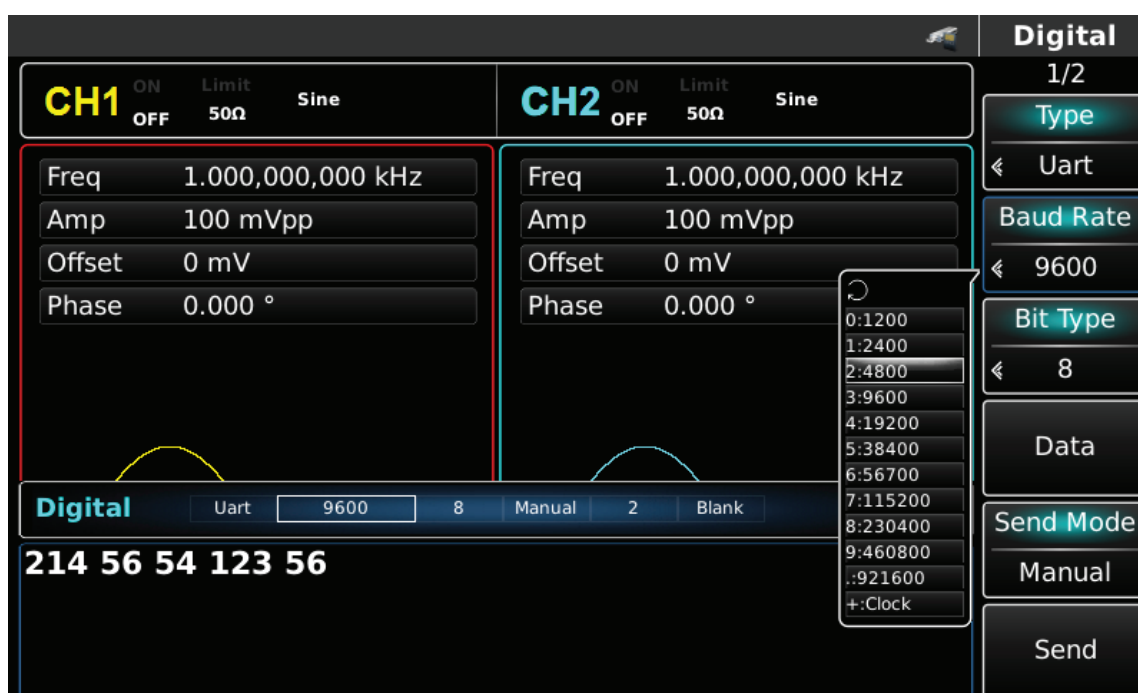 Digital
1/2
CH1 ON OFF Limit 50Ω Sine
CH2 ON OFF Limit 50Ω Sine
Type
Uart
Freq 1.000,000,000 kHz
Amp 100 mVpp
Offset 0 mV
Phase 0.000 °
Freq 1.000,000,000 kHz
Amp 100 mVpp
Offset 0 mV
Phase 0.000 °
Baud Rate
9600
0:1200
1:2400
2:4800
3:9600
4:19200
5:38400
6:56700
7:115200
8:230400
9:460800
.:921600
+:Clock
Bit Type
8
Data
Send Mode
Manual
Send
Digital Uart 9600 8 Manual 2 Blank
214 56 54 123 56